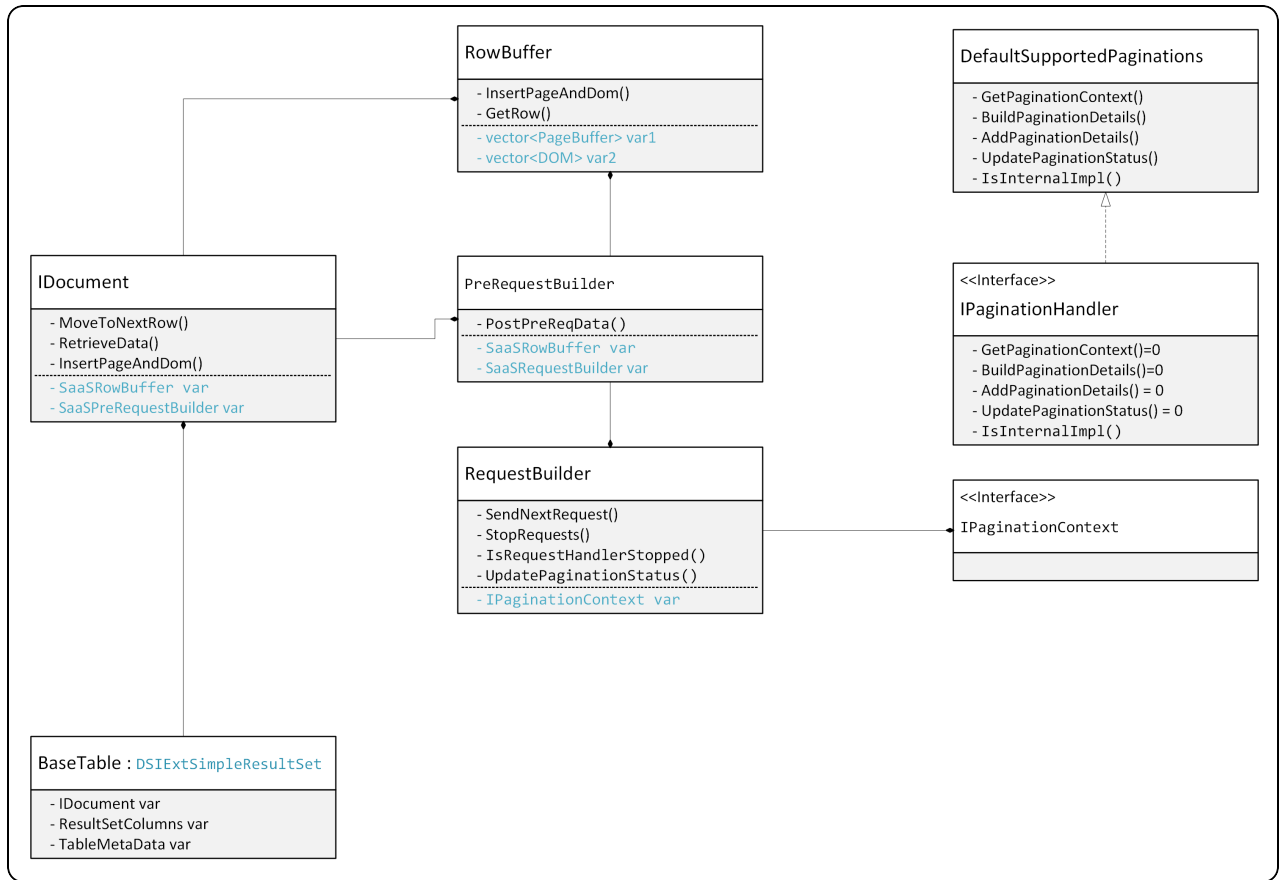 RowBuffer
- InsertPageAndDom()
- GetRow()
- vector<PageBuffer> var1
- vector<DOM> var2
DefaultSupportedPaginations
- GetPaginationContext()
- BuildPaginationDetails()
- AddPaginationDetails()
- UpdatePaginationStatus()
- IsInternalImpl()
IDocument
- MoveToNextRow()
- RetrieveData()
- InsertPageAndDom()
- SaaSRowBuffer var
- SaaSPreRequestBuilder var
PreRequestBuilder
- PostPreReqData()
- SaaSRowBuffer var
- SaaSRequestBuilder var
<<Interface>>
IPaginationHandler
- GetPaginationContext()=0
- BuildPaginationDetails()=0
- AddPaginationDetails() = 0
- UpdatePaginationStatus() = 0
- IsInternalImpl()
RequestBuilder
- SendNextRequest()
- StopRequests()
- IsRequestHandlerStopped()
- UpdatePaginationStatus()
- IPaginationContext var
<<Interface>>
IPaginationContext
BaseTable : DSIExtSimpleResultSet
- IDocument var
- ResultSetColumns var
- TableMetaData var